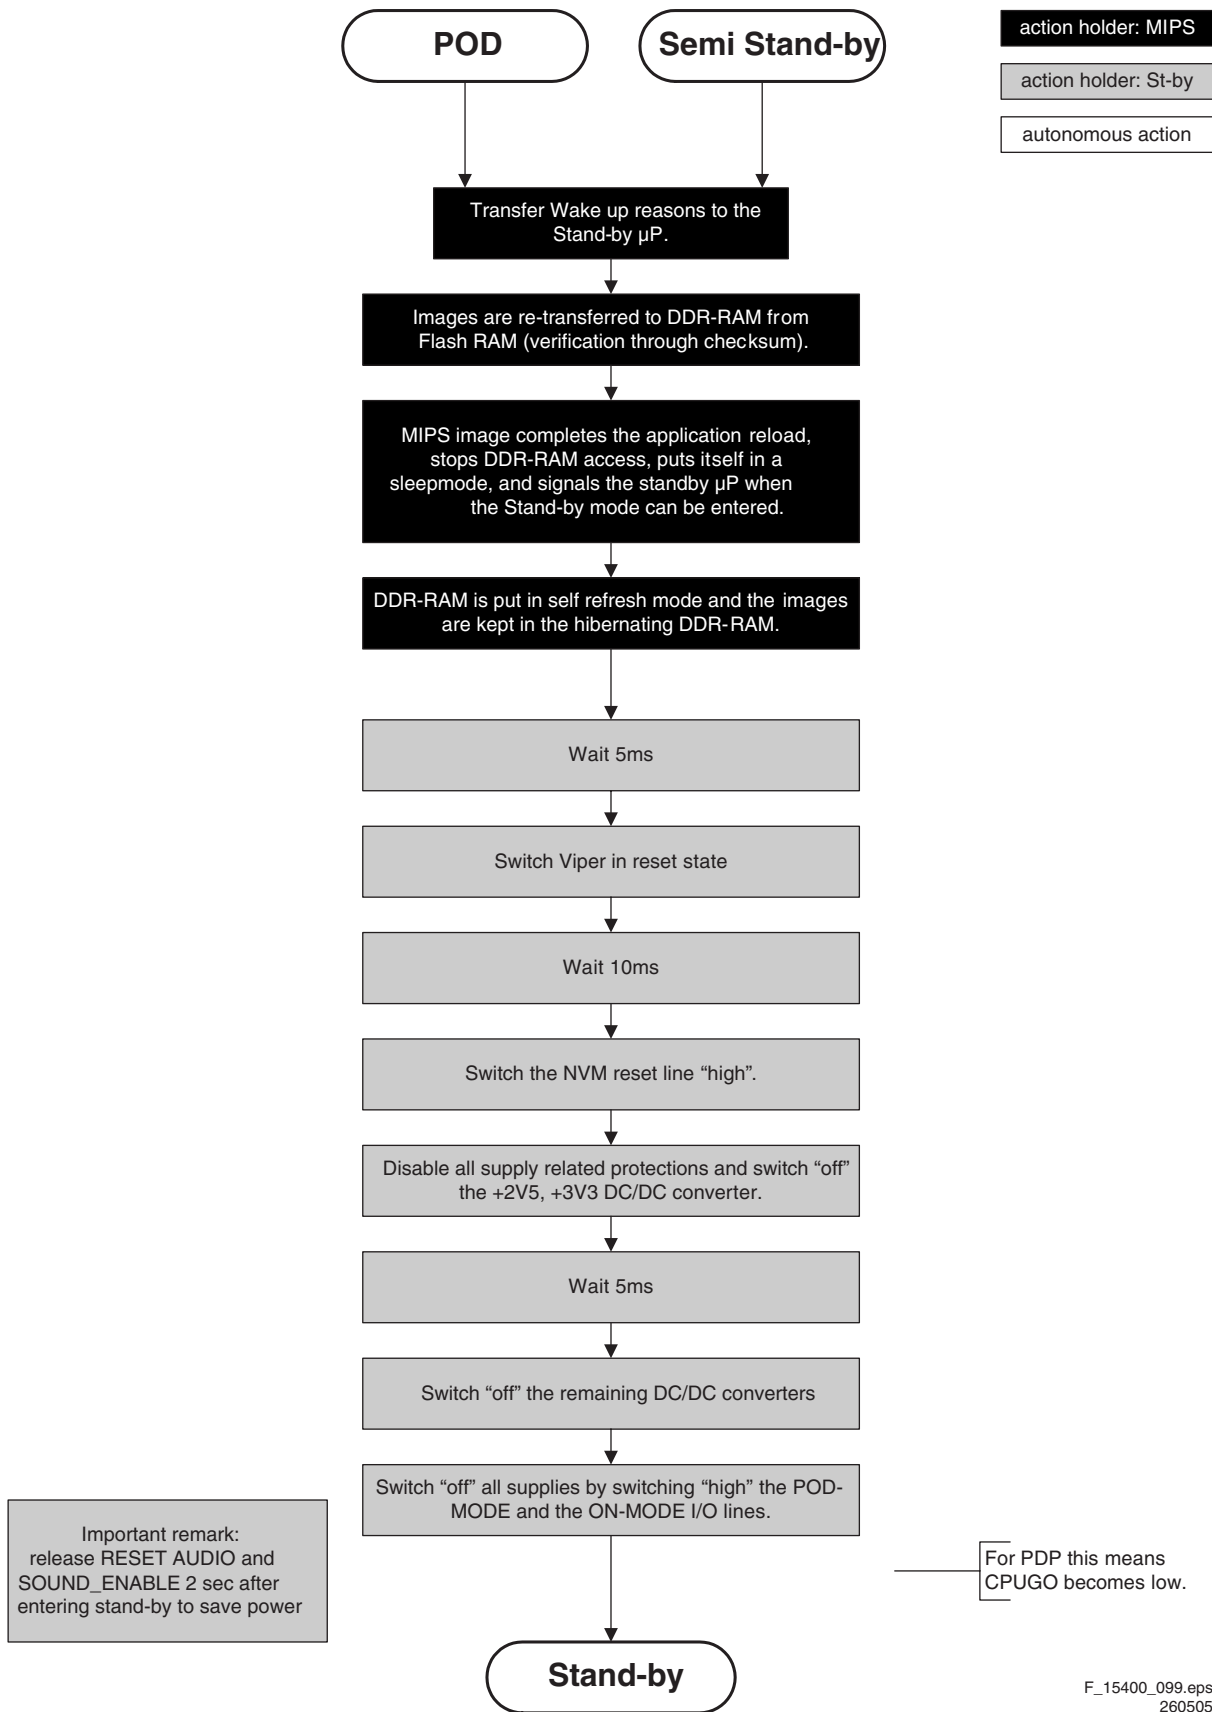 POD
Semi Stand-by
action holder: MIPS
action holder: St-by
autonomous action
Transfer Wake up reasons to the
Stand-by µP.
Images are re-transferred to DDR-RAM from
Flash RAM (verification through checksum).
MIPS image completes the application reload,
stops DDR-RAM access, puts itself in a
sleepmode, and signals the standby µP when
the Stand-by mode can be entered.
DDR-RAM is put in self refresh mode and the images
are kept in the hibernating DDR-RAM.
Wait 5ms
Switch Viper in reset state
Wait 10ms
Switch the NVM reset line “high”.
Disable all supply related protections and switch “off”
the +2V5, +3V3 DC/DC converter.
Wait 5ms
Switch “off” the remaining DC/DC converters
Switch “off” all supplies by switching “high” the POD-
MODE and the ON-MODE I/O lines.
Important remark:
release RESET AUDIO and
SOUND_ENABLE 2 sec after
entering stand-by to save power
For PDP this means
CPUGO becomes low.
Stand-by
F_15400_099.eps
260505